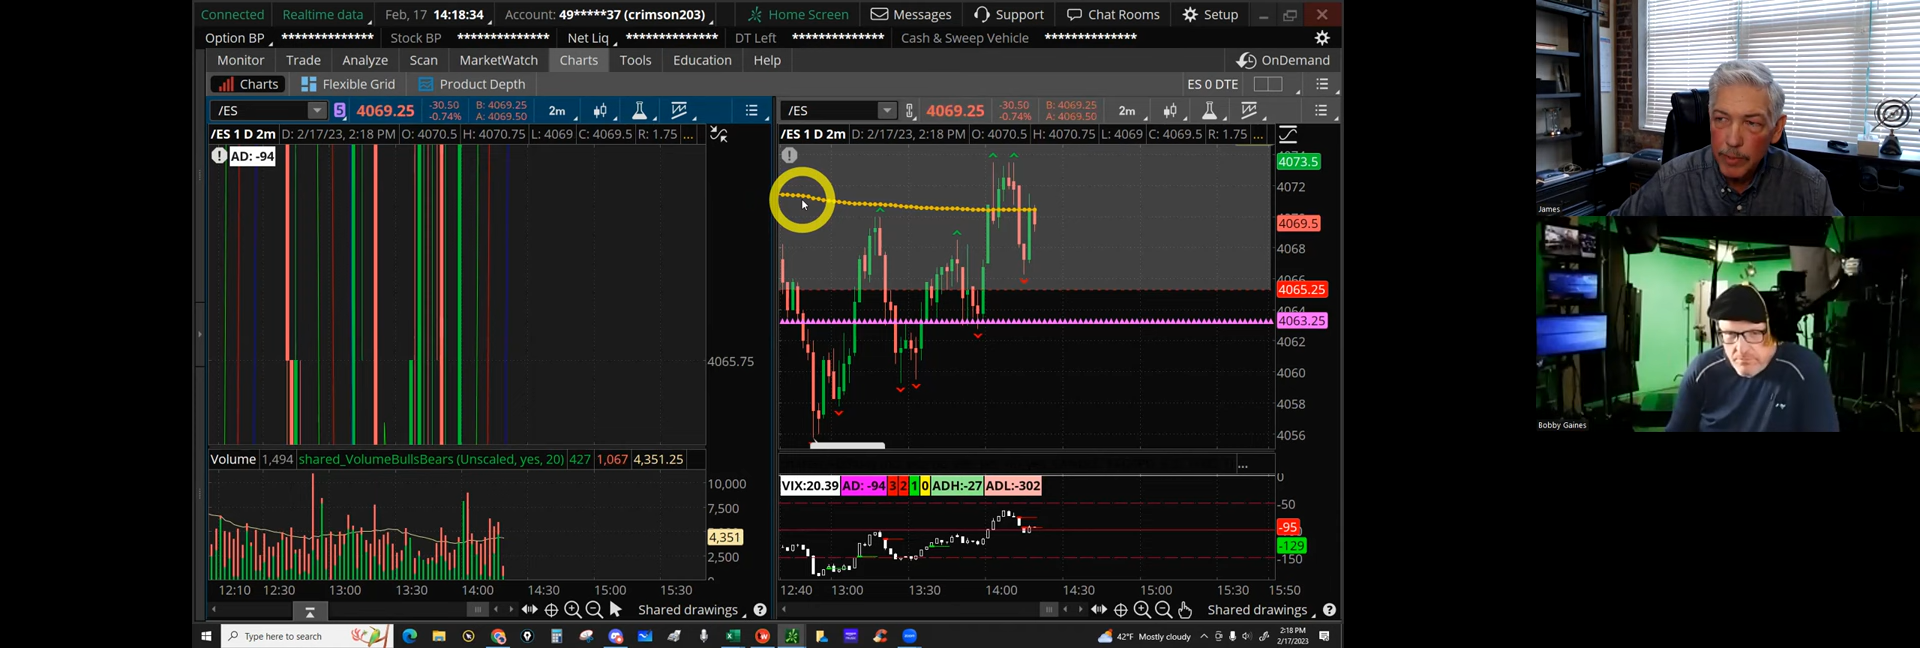 Connected Realtime data Feb, 17 14:18:34 Account: 49*****37 (crimson203) Home Screen Messages Support Chat Rooms Setup
Option BP ************** Stock BP ************** Net Liq ************** DT Left ************** Cash & Sweep Vehicle **************
Monitor Trade Analyze Scan MarketWatch Charts Tools Education Help OnDemand
Charts Flexible Grid Product Depth ES 0 DTE
/ES 5 4069.25 -30.50 -0.74% B: 4069.25 A: 4069.50 2m
/ES 1 D 2m D: 2/17/23, 2:18 PM O: 4070.5 H: 4070.75 L: 4069 C: 4069.5 R: 1.75 ...
AD: -94
4065.75
Volume 1,494 shared_VolumeBullsBears (Unscaled, yes, 20) 427 1,067 4,351.25
10,000
7,500
4,351
2,500
12:10 12:30 13:00 13:30 14:00 14:30 15:00 15:30
Shared drawings
/ES 4069.25 -30.50 -0.74% B: 4069.25 A: 4069.50 2m
/ES 1 D 2m D: 2/17/23, 2:18 PM O: 4070.5 H: 4070.75 L: 4069 C: 4069.5 R: 1.75 ...
4073.5
4072
4069.5
4068
4065.25
4063.25
4062
4060
4058
4056
VIX:20.39 AD: -94 3 2 1 0 ADH:-27 ADL:-302
0
-50
-95
-129
-150
12:40 13:00 13:30 14:00 14:30 15:00 15:30 15:50
Shared drawings
Type here to search
42°F Mostly cloudy
2:18 PM
2/17/2023
James
Bobby Gaines